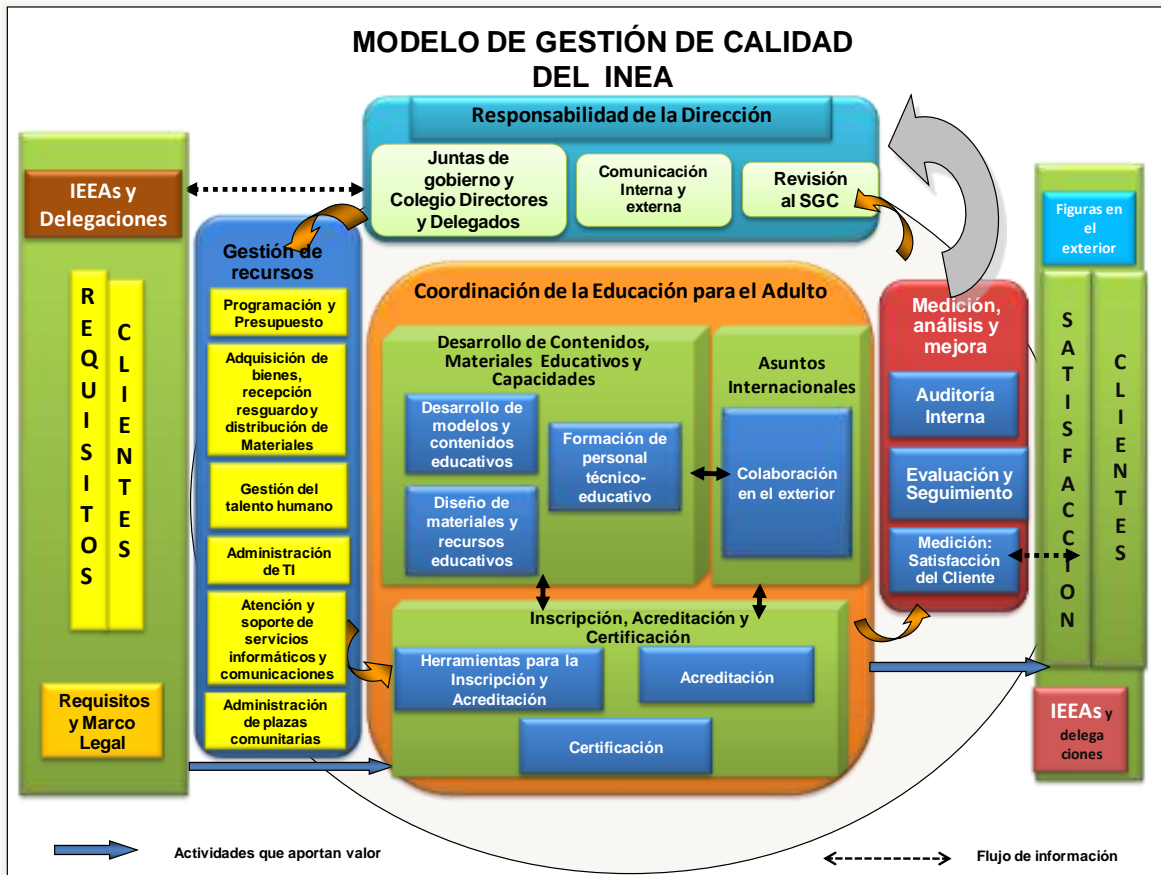 MODELO DE GESTIÓN DE CALIDAD
DEL INEA
Responsabilidad de la Dirección
Juntas de
gobierno y
Colegio Directores
y Delegados
Comunicación
Interna y
externa
Revisión
al SGC
IEEAs y
Delegaciones
REQUISITOS
CLIENTES
Requisitos
y Marco
Legal
Gestión de
recursos
Programación y
Presupuesto
Adquisición de
bienes,
recepción
resguardo y
distribución de
Materiales
Gestión del
talento humano
Administración
de TI
Atención y
soporte de
servicios
informáticos y
comunicaciones
Administración
de plazas
comunitarias
Coordinación de la Educación para el Adulto
Desarrollo de Contenidos,
Materiales Educativos y
Capacidades
Desarrollo de
modelos y
contenidos
educativos
Formación de
personal
técnico-
educativo
Diseño de
materiales y
recursos
educativos
Asuntos
Internacionales
Colaboración
en el exterior
Inscripción, Acreditación y
Certificación
Herramientas para la
Inscripción y
Acreditación
Acreditación
Certificación
Medición,
análisis y
mejora
Auditoría
Interna
Evaluación y
Seguimiento
Medición:
Satisfacción
del Cliente
Figuras en
el
exterior
SATISFACCION
CLIENTES
IEEAs y
delega
ciones
Actividades que aportan valor
Flujo de información